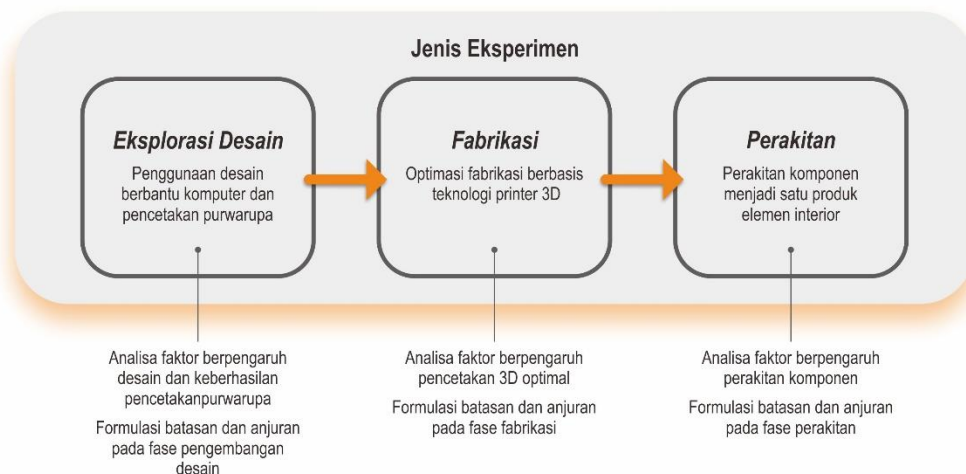 Jenis Eksperimen
Eksplorasi Desain
Penggunaan desain
berbantu komputer dan
pencetakan purwarupa
Fabrikasi
Optimasi fabrikasi berbasis
teknologi printer 3D
Perakitan
Perakitan komponen
menjadi satu produk
elemen interior
Analisa faktor berpengaruh
desain dan keberhasilan
pencetakanpurwarupa
Formulasi batasan dan anjuran
pada fase pengembangan
desain
Analisa faktor berpengaruh
pencetakan 3D optimal
Formulasi batasan dan anjuran
pada fase fabrikasi
Analisa faktor berpengaruh
perakitan komponen
Formulasi batasan dan anjuran
pada fase perakitan